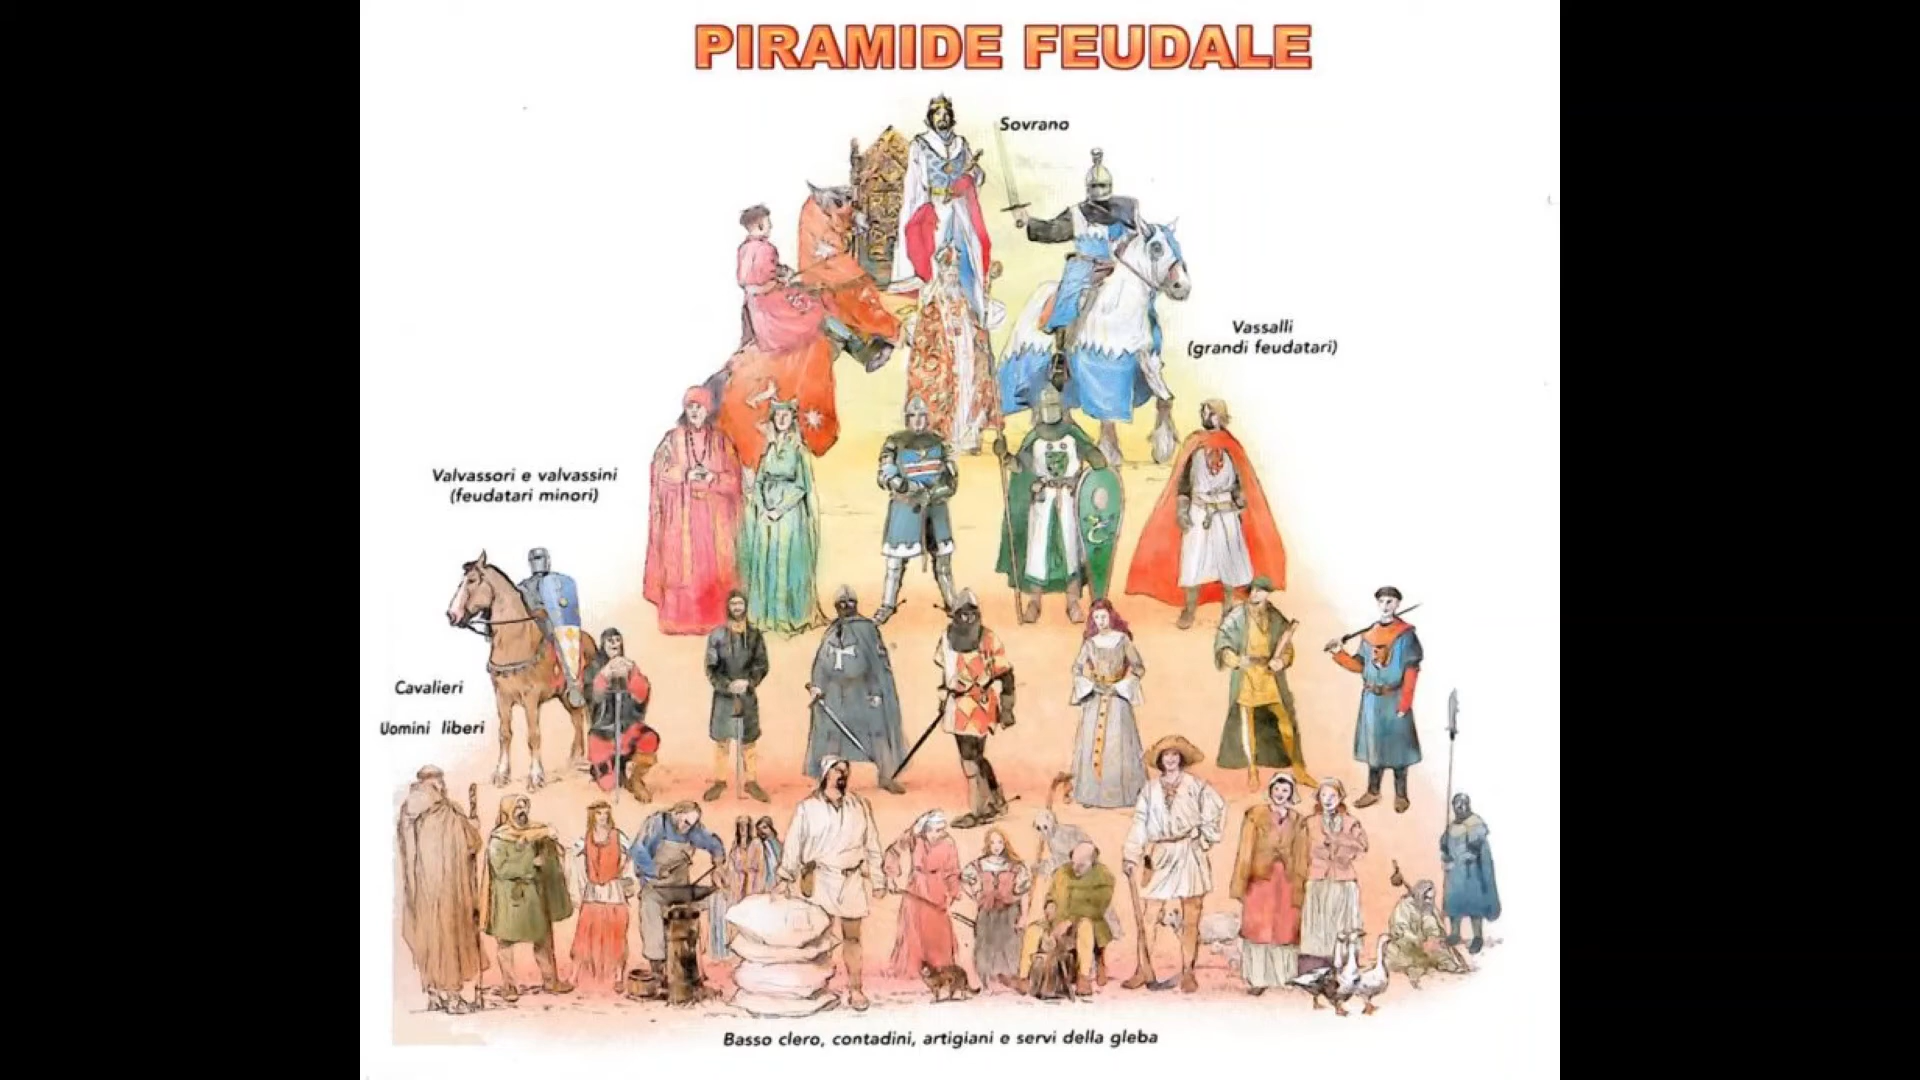 PIRAMIDE FEUDALE
Sovrano
Vassalli
(grandi feudatari)
Valvassori e valvassini
(feudatari minori)
Cavalieri
Uomini liberi
Basso clero, contadini, artigiani e servi della gleba